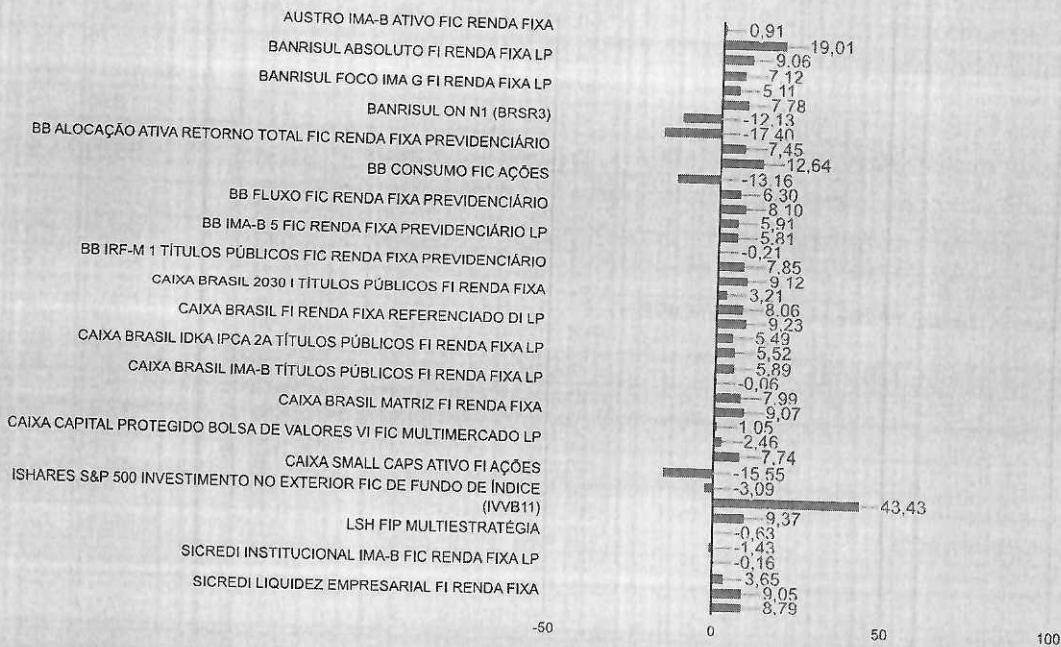 AUSTRO IMA-B ATIVO FIC RENDA FIXA
0,91
BANRISUL ABSOLUTO FI RENDA FIXA LP
19,01
9,06
BANRISUL FOCO IMA G FI RENDA FIXA LP
7,12
5,11
BANRISUL ON N1 (BRSR3)
7,78
-12,13
BB ALOCAÇÃO ATIVA RETORNO TOTAL FIC RENDA FIXA PREVIDENCIÁRIO
-17,40
7,45
BB CONSUMO FIC AÇÕES
12,64
-13,16
BB FLUXO FIC RENDA FIXA PREVIDENCIÁRIO
6,30
8,10
BB IMA-B 5 FIC RENDA FIXA PREVIDENCIÁRIO LP
5,91
5,81
BB IRF-M 1 TÍTULOS PÚBLICOS FIC RENDA FIXA PREVIDENCIÁRIO
-0,21
7,85
CAIXA BRASIL 2030 I TÍTULOS PÚBLICOS FI RENDA FIXA
9,12
3,21
CAIXA BRASIL FI RENDA FIXA REFERENCIADO DI LP
8,06
9,23
CAIXA BRASIL IDKA IPCA 2A TÍTULOS PÚBLICOS FI RENDA FIXA LP
5,49
5,52
CAIXA BRASIL IMA-B TÍTULOS PÚBLICOS FI RENDA FIXA LP
5,89
-0,06
CAIXA BRASIL MATRIZ FI RENDA FIXA
7,99
9,07
CAIXA CAPITAL PROTEGIDO BOLSA DE VALORES VI FIC MULTIMERCADO LP
1,05
2,46
CAIXA SMALL CAPS ATIVO FI AÇÕES
7,74
-15,55
ISHARES S&P 500 INVESTIMENTO NO EXTERIOR FIC DE FUNDO DE ÍNDICE
(IVVB11)
-3,09
43,43
LSH FIP MULTIESTRATÉGIA
9,37
-0,63
SICREDI INSTITUCIONAL IMA-B FIC RENDA FIXA LP
-1,43
-0,16
SICREDI LIQUIDEZ EMPRESARIAL FI RENDA FIXA
3,65
9,05
8,79
-50 0 50 100